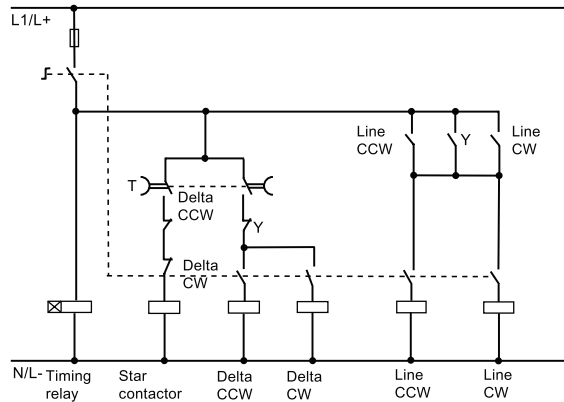 L1/L+
Line
CCW
Y
Line
CW
T
Delta
CCW
Y
Delta
CW
N/L-
Timing
relay
Star
contactor
Delta
CCW
Delta
CW
Line
CCW
Line
CW